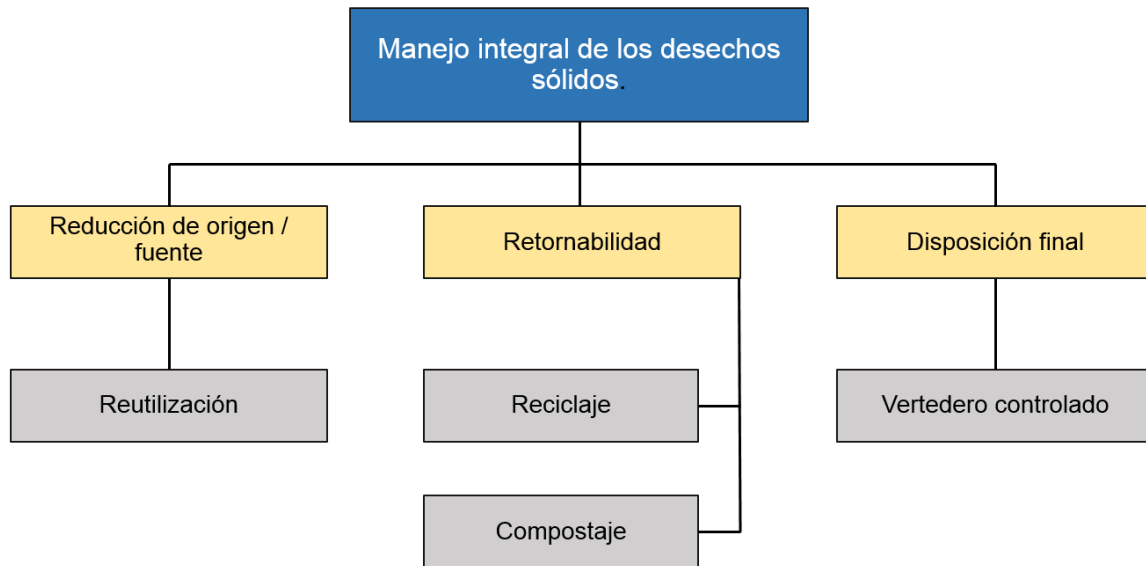 Manejo integral de los desechos
sólidos.
Reducción de origen /
fuente
Retornabilidad
Disposición final
Reutilización
Reciclaje
Vertedero controlado
Compostaje